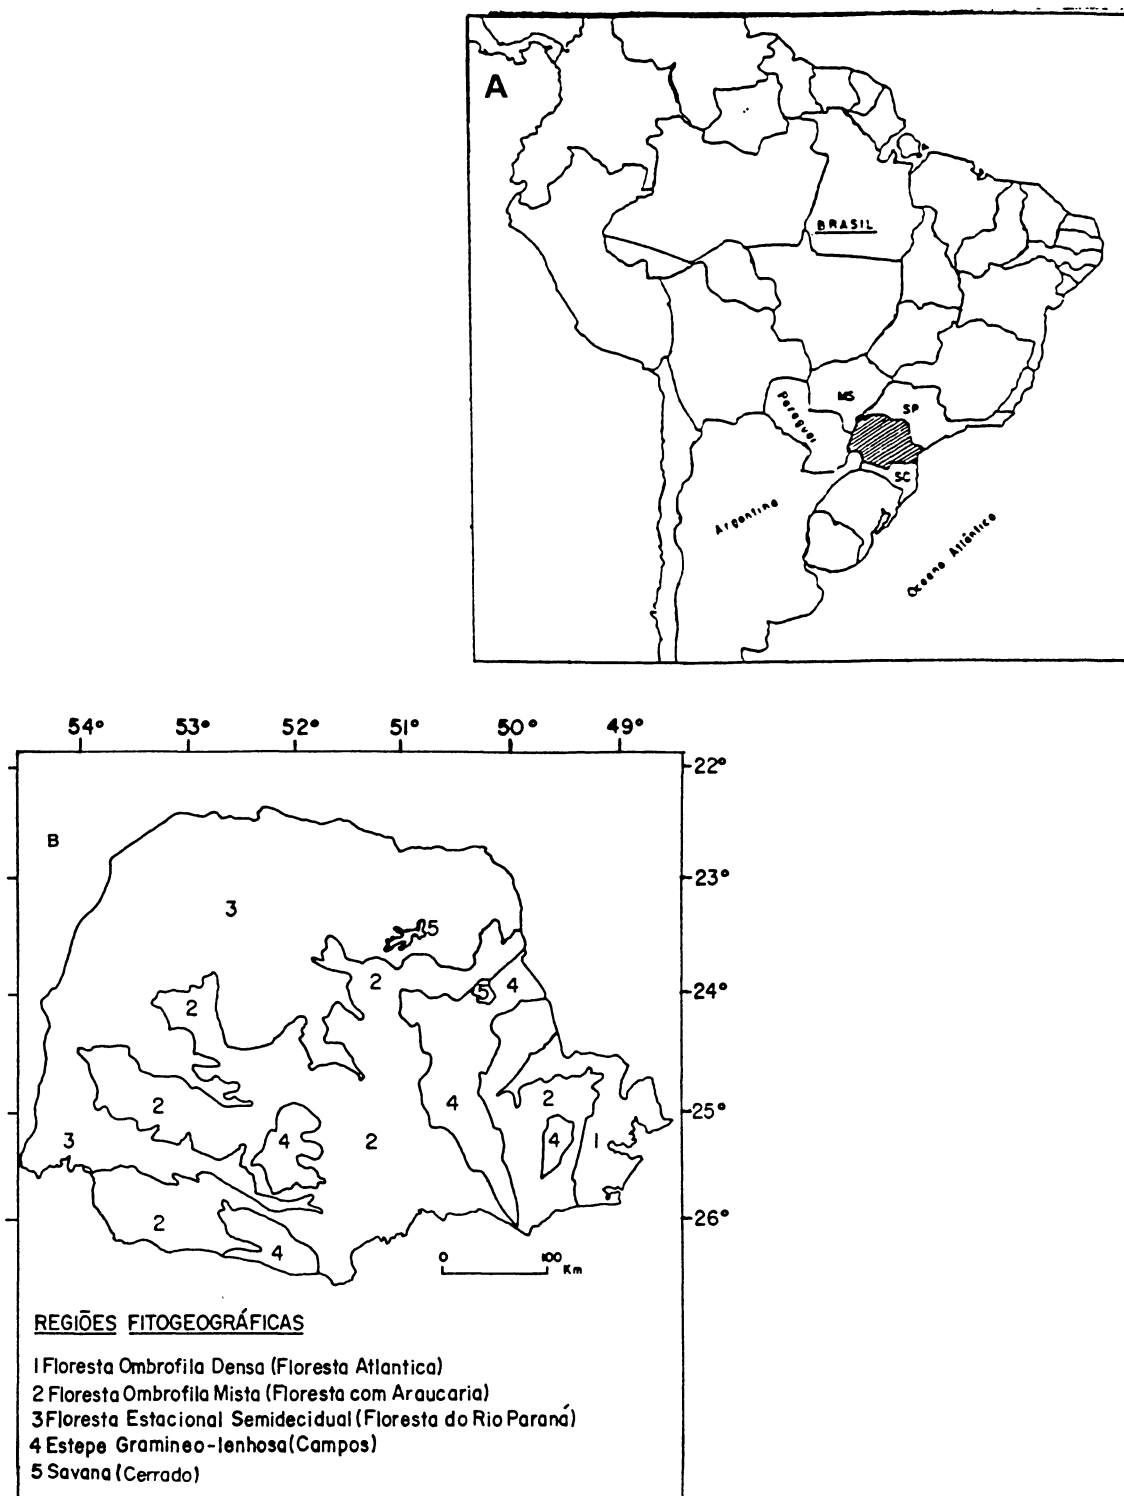 A
BRASIL
MS
SP
Paraguai
SC
Argentina
Oceano Atlântico
54° 53° 52° 51° 50° 49°
22°
B
23°
3
5
2
4
5
24°
2
4
2
2
25°
3
4
2
4
1
2
26°
4
0 100
Km
REGIÕES FITOGEOGRÁFICAS
1 Floresta Ombrofila Densa (Floresta Atlantica)
2 Floresta Ombrofila Mista (Floresta com Araucaria)
3 Floresta Estacional Semidecidual (Floresta do Rio Paraná)
4 Estepe Gramineo-lenhosa (Campos)
5 Savana (Cerrado)